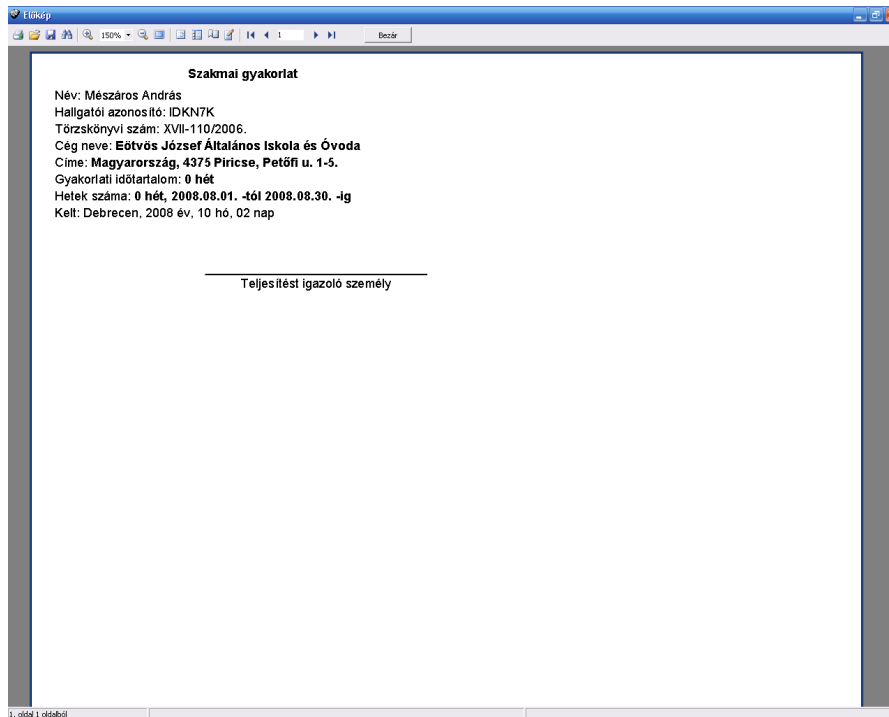 Előkép
150%
1
Bezár
Szakmai gyakorlat
Név: Mészáros András
Hallgatói azonosító: IDKN7K
Törzskönyvi szám: XVII-110/2006.
Cég neve: Eötvös József Általános Iskola és Óvoda
Címe: Magyarország, 4375 Piricse, Petőfi u. 1-5.
Gyakorlati időtartalom: 0 hét
Hetek száma: 0 hét, 2008.08.01. -tól 2008.08.30. -ig
Kelt: Debrecen, 2008 év, 10 hó, 02 nap
Teljesítést igazoló személy
1. oldal 1 oldalból